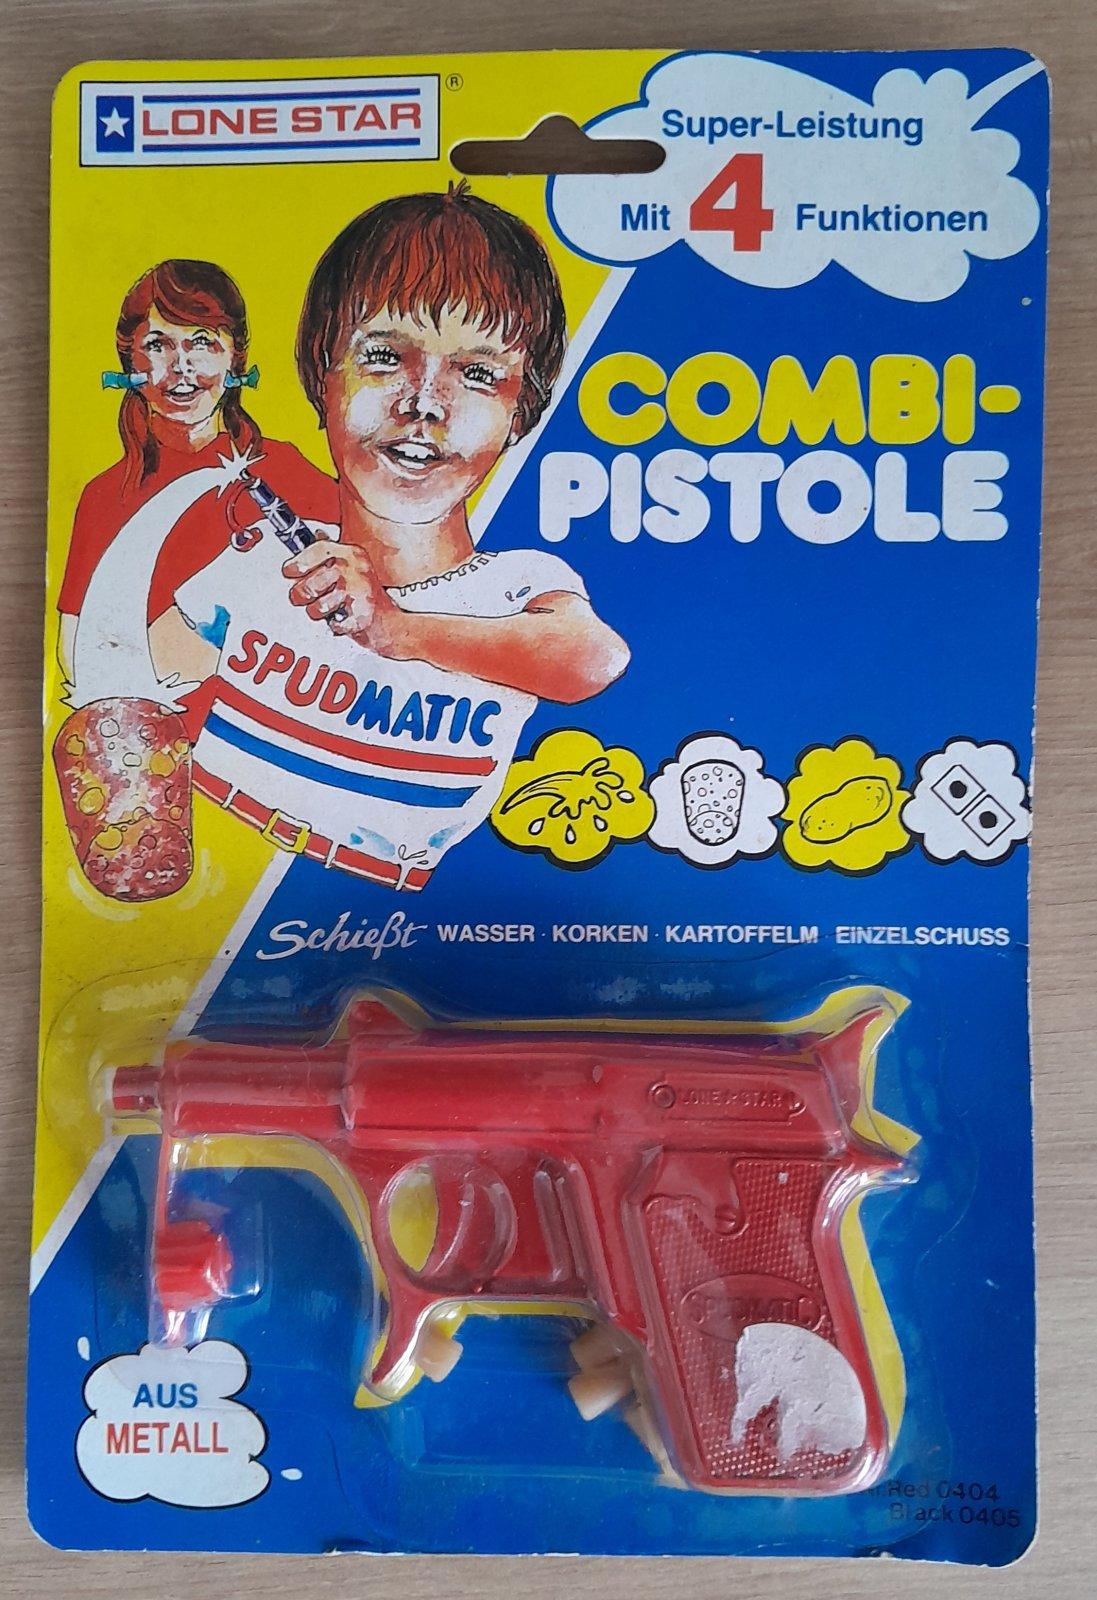 LONE STAR ®
Super-Leistung
Mit 4 Funktionen
COMBI-
PISTOLE
SPUDMATIC
Schießt WASSER · KORKEN · KARTOFFELM EINZELSCHUSS
LONE STAR
SPUDMATIC
AUS
METALL
Red 0404
Black 0405